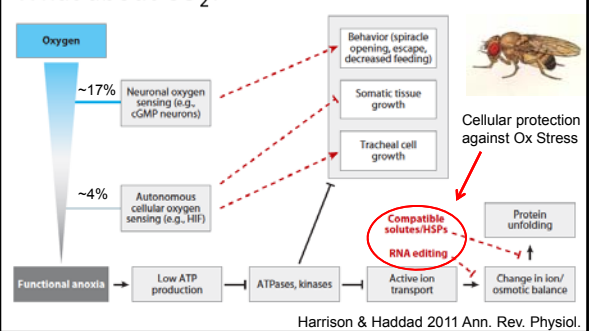 Oxygen
~17%
Neuronal oxygen
sensing (e.g.,
cGMP neurons)
Behavior (spiracle
opening, escape,
decreased feeding)
Somatic tissue
growth
Tracheal cell
growth
Cellular protection
against Ox Stress
~4%
Autonomous
cellular oxygen
sensing (e.g., HIF)
Compatible
solutes/HSPs
RNA editing
Protein
unfolding
Functional anoxia
Low ATP
production
ATPases, kinases
Active ion
transport
Change in ion/
osmotic balance
Harrison & Haddad 2011 Ann. Rev. Physiol.